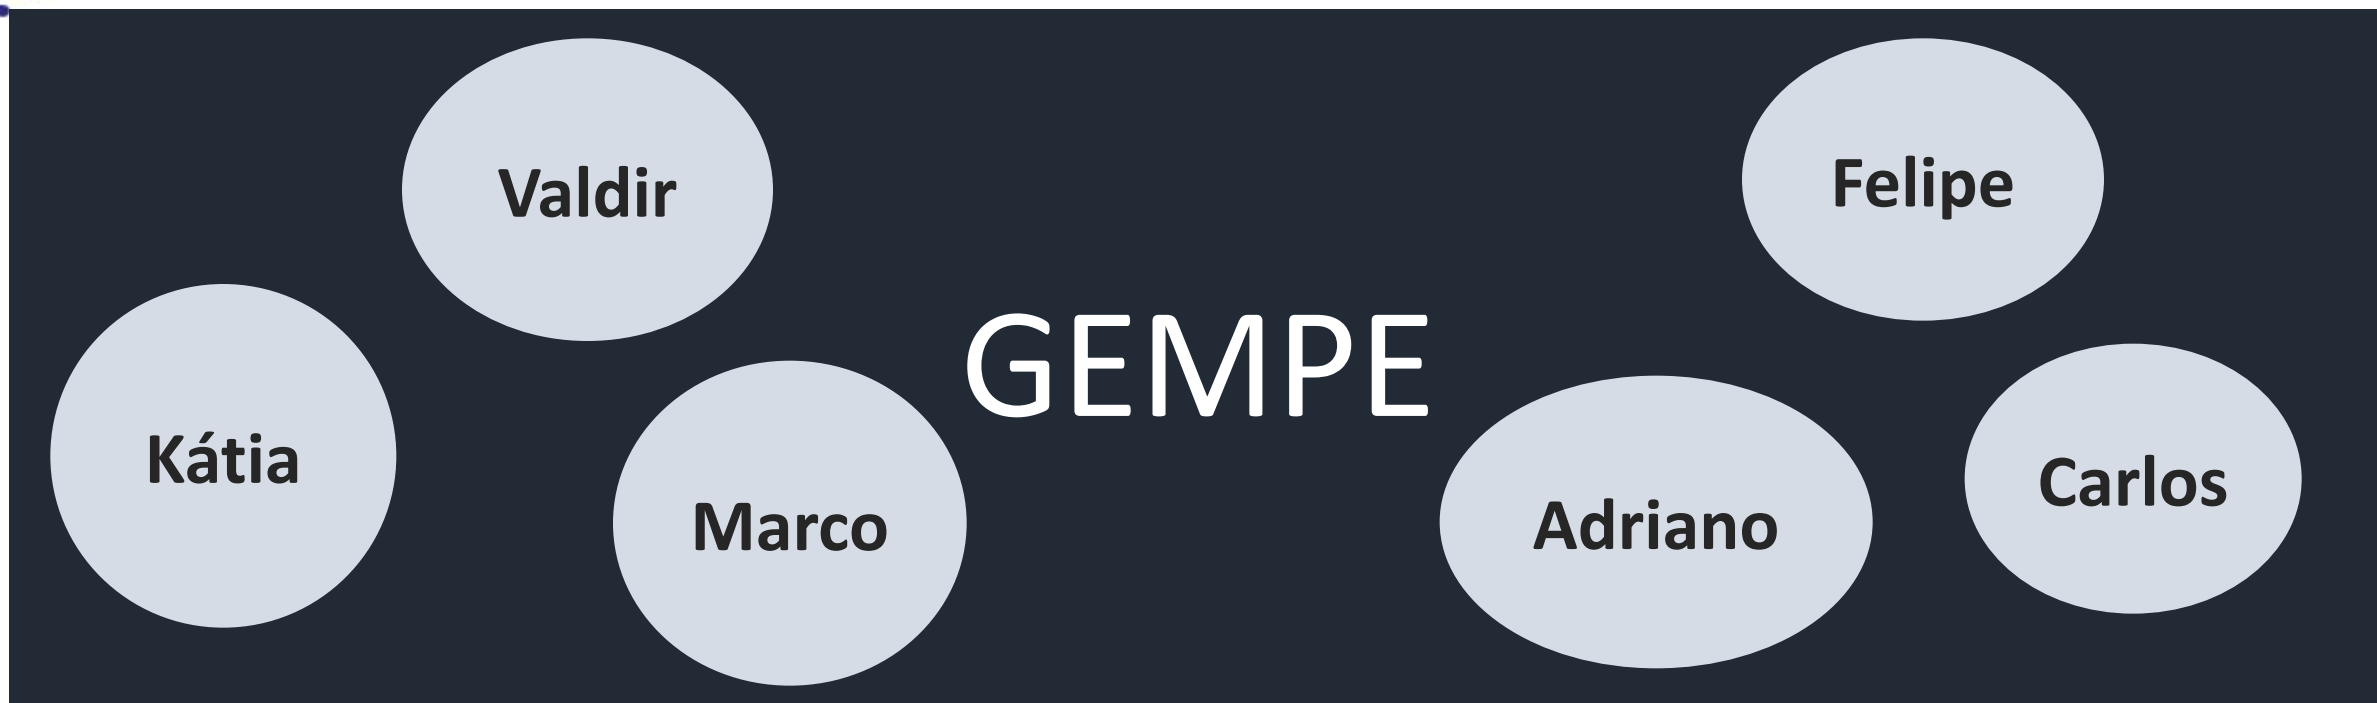 Valdir
Felipe
GEMPE
Kátia
Marco
Adriano
Carlos